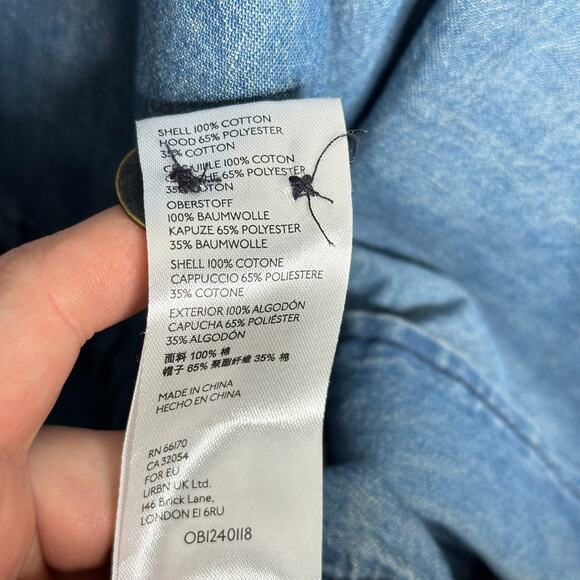 SHELL 100% COTTON
HOOD 65% POLYESTER
35% COTTON
100% COTON
65% POLYESTER
35%
OBERSTOFF
100% BAUMWOLLE
KAPUZE 65% POLYESTER
35% BAUMWOLLE
SHELL 100% COTONE
CAPPUCCIO 65% POLIESTERE
35% COTONE
EXTERIOR 100% ALGODÓN
CAPUCHA 65% POLIÉSTER
35% ALGODÓN
面料 100% 棉
帽子 65% 聚酯纤维 35% 棉
MADE IN CHINA
HECHO EN CHINA
RN 66170
CA 32054
FOR EU
URBN UK Ltd.
146 Brick Lane,
LONDON E1 6RU
OB1240118